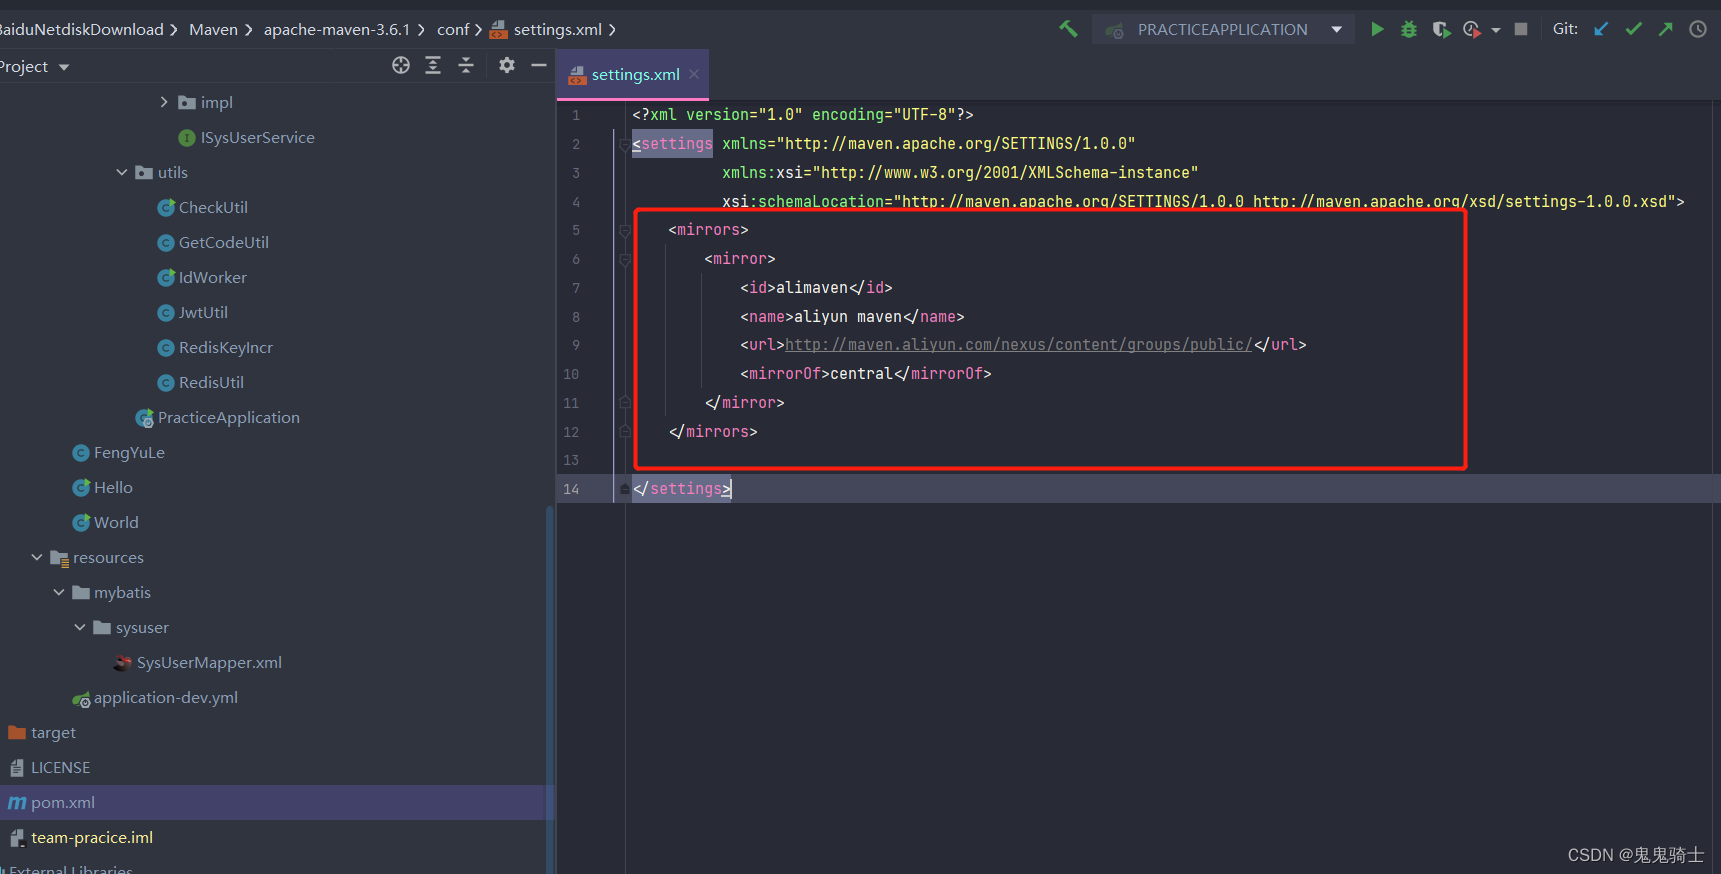 BaiduNetdiskDownload > Maven > apache-maven-3.6.1 > conf > settings.xml >
PRACTICEAPPLICATION
Git:
Project
impl
ISysUserService
utils
CheckUtil
GetCodeUtil
IdWorker
JwtUtil
RedisKeyIncr
RedisUtil
PracticeApplication
FengYuLe
Hello
World
resources
mybatis
sysuser
SysUserMapper.xml
application-dev.yml
target
LICENSE
pom.xml
team-pracice.iml
External Libraries
settings.xml
1 <?xml version="1.0" encoding="UTF-8"?>
2 <settings xmlns="http://maven.apache.org/SETTINGS/1.0.0"
3 xmlns:xsi="http://www.w3.org/2001/XMLSchema-instance"
4 xsi:schemaLocation="http://maven.apache.org/SETTINGS/1.0.0 http://maven.apache.org/xsd/settings-1.0.0.xsd">
5 <mirrors>
6 <mirror>
7 <id>alimaven</id>
8 <name>aliyun maven</name>
9 <url>http://maven.aliyun.com/nexus/content/groups/public/</url>
10 <mirrorOf>central</mirrorOf>
11 </mirror>
12 </mirrors>
13
14 </settings>
CSDN @鬼鬼骑士